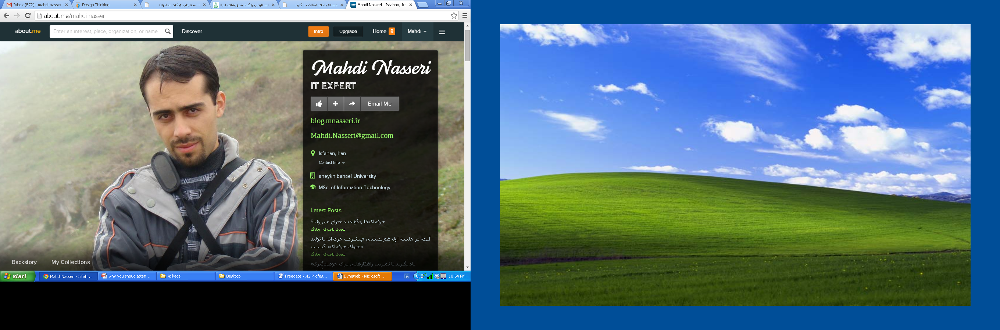 Inbox (572) - mahdi.nasseri
Design Thinking
استارتاپ ویکند اصفهان -
استارتاپ ویکند شهرهای ایرا
دسته بندی مقالات | کاریا
Mahdi Nasseri - Isfahan, Ira
about.me/mahdi.nasseri
about.me
Enter an interest, place, organization, or name
Discover
Intro
Upgrade
Home 8
Mahdi
Mahdi Nasseri
IT EXPERT
Email Me
blog.mnasseri.ir
Mahdi.Nasseri@gmail.com
Isfahan, Iran
Contact Info
sheykh bahaei University
MSc. of Information Technology
Latest Posts
حرفه‌ای‌ها چگونه به معراج می‌روند؟
مهدی ناصری | وبلاگ
آنچه در جلسه اول هم‌اندیشی «پیشرفت حرفه‌ای با تولید
محتوای حرفه‌ای» گذشت
مهدی ناصری | وبلاگ
یاد بگیرید تا نمیرید، راهکارهایی برای خودیادگیری»
Backstory
My Collections
start
Mahdi Nasseri - Isfah...
why you shoud atten...
Axkade
Desktop
Freegate 7.42 Profes...
Dynaweb - Microsoft ...
FA
10:54 PM